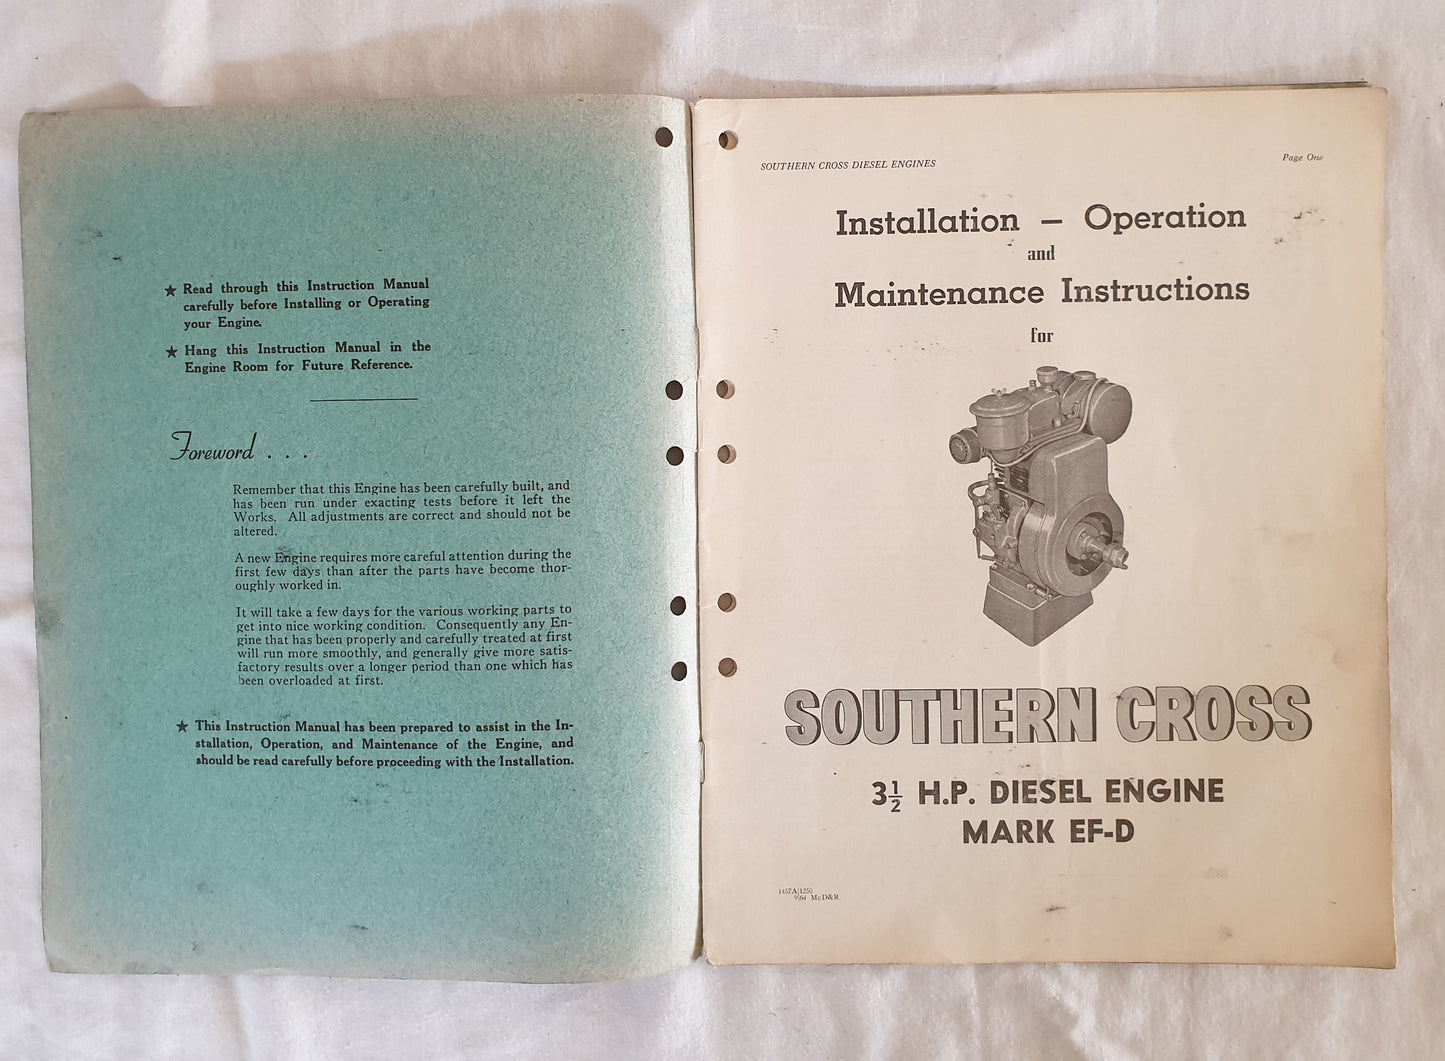 ★ Read through this Instruction Manual
carefully before Installing or Operating
your Engine.
★ Hang this Instruction Manual in the
Engine Room for Future Reference.
Foreword . . .
Remember that this Engine has been carefully built, and
has been run under exacting tests before it left the
Works. All adjustments are correct and should not be
altered.
A new Engine requires more careful attention during the
first few days than after the parts have become thor-
oughly worked in.
It will take a few days for the various working parts to
get into nice working condition. Consequently any En-
gine that has been properly and carefully treated at first
will run more smoothly, and generally give more satis-
factory results over a longer period than one which has
been overloaded at first.
★ This Instruction Manual has been prepared to assist in the In-
stallation, Operation, and Maintenance of the Engine, and
should be read carefully before proceeding with the Installation.
SOUTHERN CROSS DIESEL ENGINES
Page One
Installation — Operation
and
Maintenance Instructions
for
SOUTHERN CROSS
3½ H.P. DIESEL ENGINE
MARK EF-D
1457A|1250
9|64 McD&R.